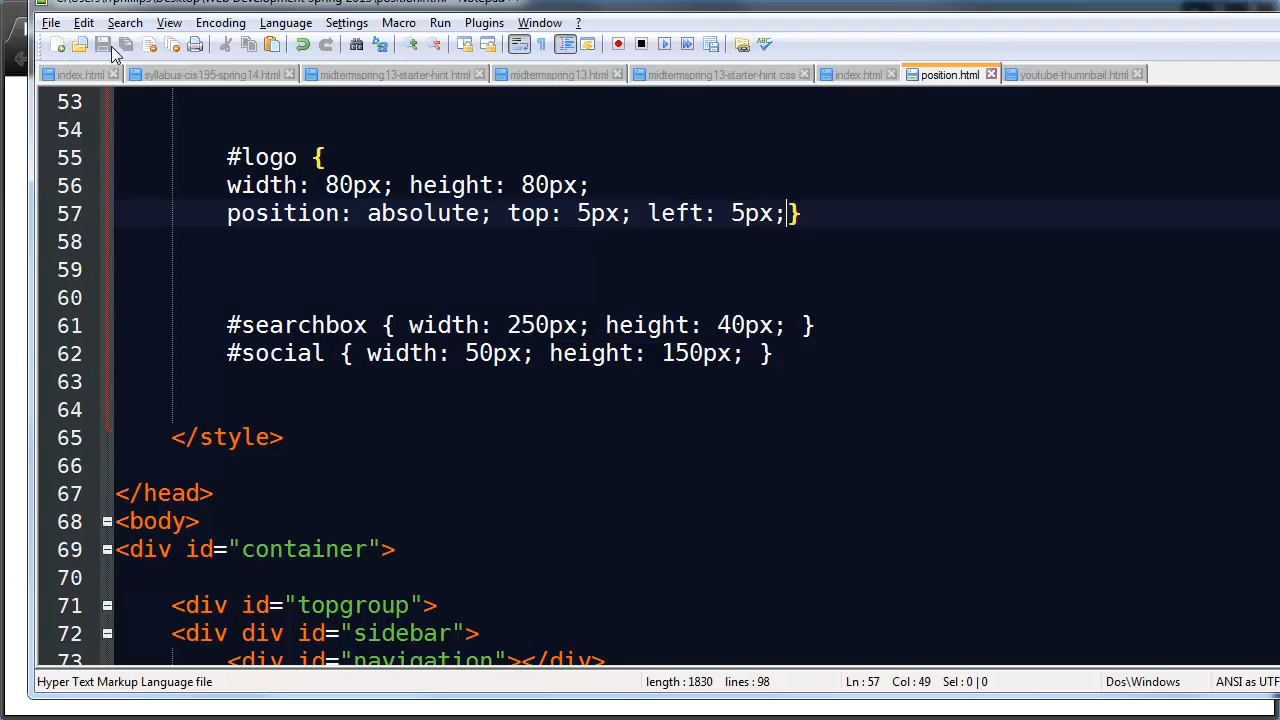 File Edit Search View Encoding Language Settings Macro Run Plugins Window ?
index.html syllabus-cis195-spring14.html midtermspring13-starter-hint.html midtermspring13.html midtermspring13-starter-hint.css index.html position.html youtube-thumnbail.html
53
54
55 #logo {
56 width: 80px; height: 80px;
57 position: absolute; top: 5px; left: 5px;}
58
59
60
61 #searchbox { width: 250px; height: 40px; }
62 #social { width: 50px; height: 150px; }
63
64
65 </style>
66
67 </head>
68 <body>
69 <div id="container">
70
71 <div id="topgroup">
72 <div div id="sidebar">
73 <div id="navigation"></div>
Hyper Text Markup Language file length : 1830 lines : 98 Ln : 57 Col : 49 Sel : 0 | 0 Dos\Windows ANSI as UTF